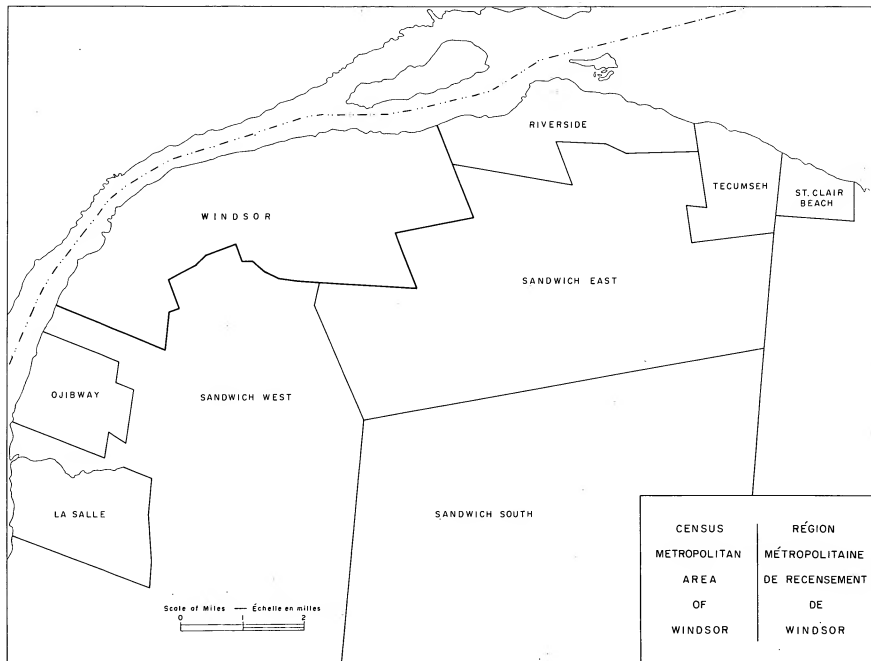 RIVERSIDE
TECUMSEH
ST. CLAIR
BEACH
WINDSOR
SANDWICH EAST
OJIBWAY
SANDWICH WEST
LA SALLE
SANDWICH SOUTH
Scale of Miles — Échelle en milles
0 1 2
CENSUS
METROPOLITAN
AREA
OF
WINDSOR
RÉGION
MÉTROPOLITAINE
DE RECENSEMENT
DE
WINDSOR